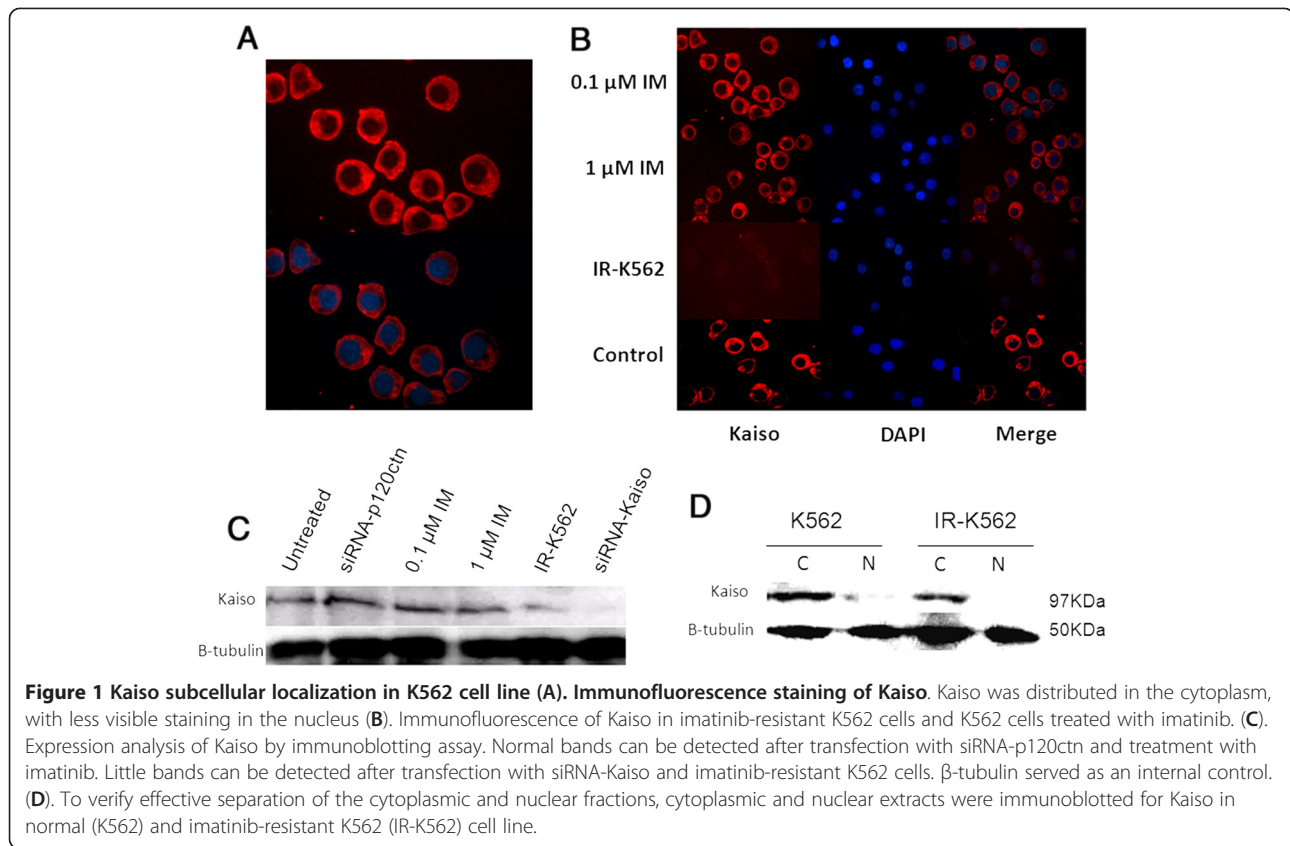 A
B
0.1 µM IM
1 µM IM
IR-K562
Control
Kaiso DAPI Merge
C
Untreated siRNA-p120ctn 0.1 µM IM 1 µM IM IR-K562 siRNA-Kaiso
Kaiso
B-tubulin
D
K562 IR-K562
C N C N
Kaiso 97KDa
B-tubulin 50KDa
Figure 1 Kaiso subcellular localization in K562 cell line (A). Immunofluorescence staining of Kaiso. Kaiso was distributed in the cytoplasm,
with less visible staining in the nucleus (B). Immunofluorescence of Kaiso in imatinib-resistant K562 cells and K562 cells treated with imatinib. (C).
Expression analysis of Kaiso by immunoblotting assay. Normal bands can be detected after transfection with siRNA-p120ctn and treatment with
imatinib. Little bands can be detected after transfection with siRNA-Kaiso and imatinib-resistant K562 cells. β-tubulin served as an internal control.
(D). To verify effective separation of the cytoplasmic and nuclear fractions, cytoplasmic and nuclear extracts were immunoblotted for Kaiso in
normal (K562) and imatinib-resistant K562 (IR-K562) cell line.